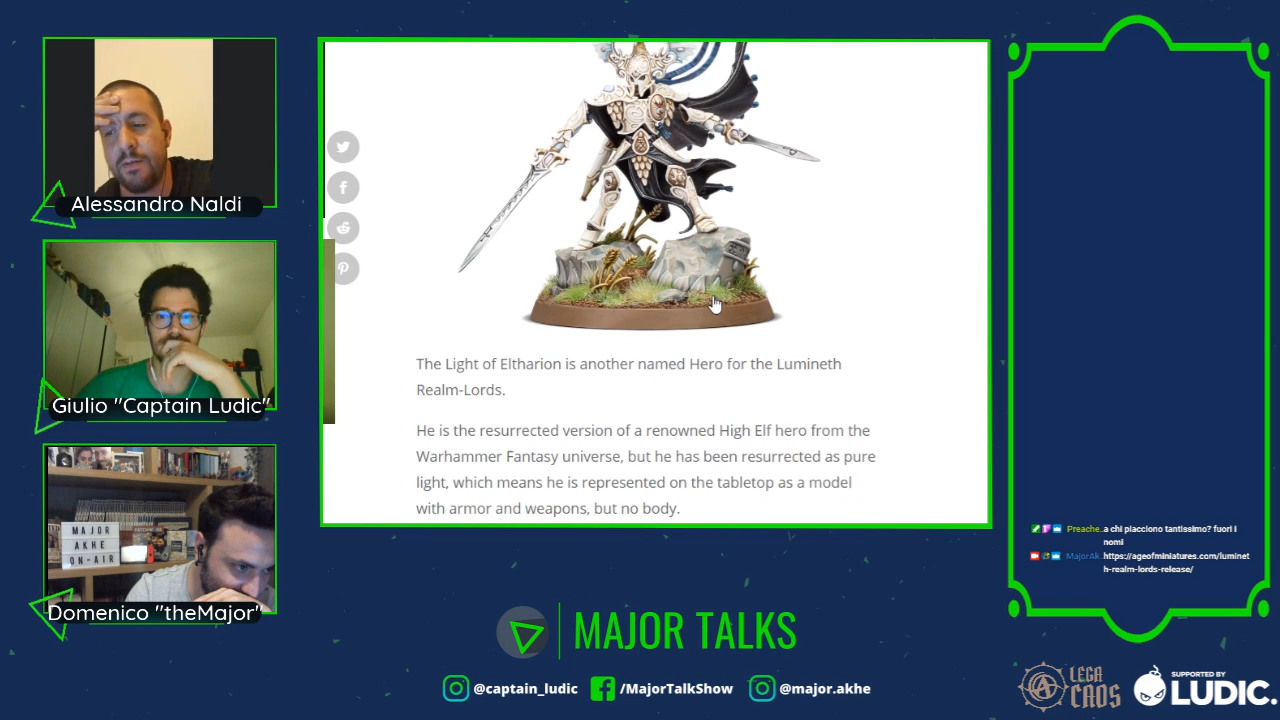 Alessandro Naldi
Giulio "Captain Ludic"
MAJOR
AKHE
ON-AIR
Domenico "theMajor"
The Light of Eltharion is another named Hero for the Lumineth
Realm-Lords.
He is the resurrected version of a renowned High Elf hero from the
Warhammer Fantasy universe, but he has been resurrected as pure
light, which means he is represented on the tabletop as a model
with armor and weapons, but no body.
Preache..a chi piacciono tantissimo? fuori i
nomi
MajorAk.https://ageofminiatures.com/luminet
h-realm-lords-release/
MAJOR TALKS
@captain_ludic
/MajorTalkShow
@major.akhe
LEGA
CAOS
SUPPORTED BY
LUDIC.